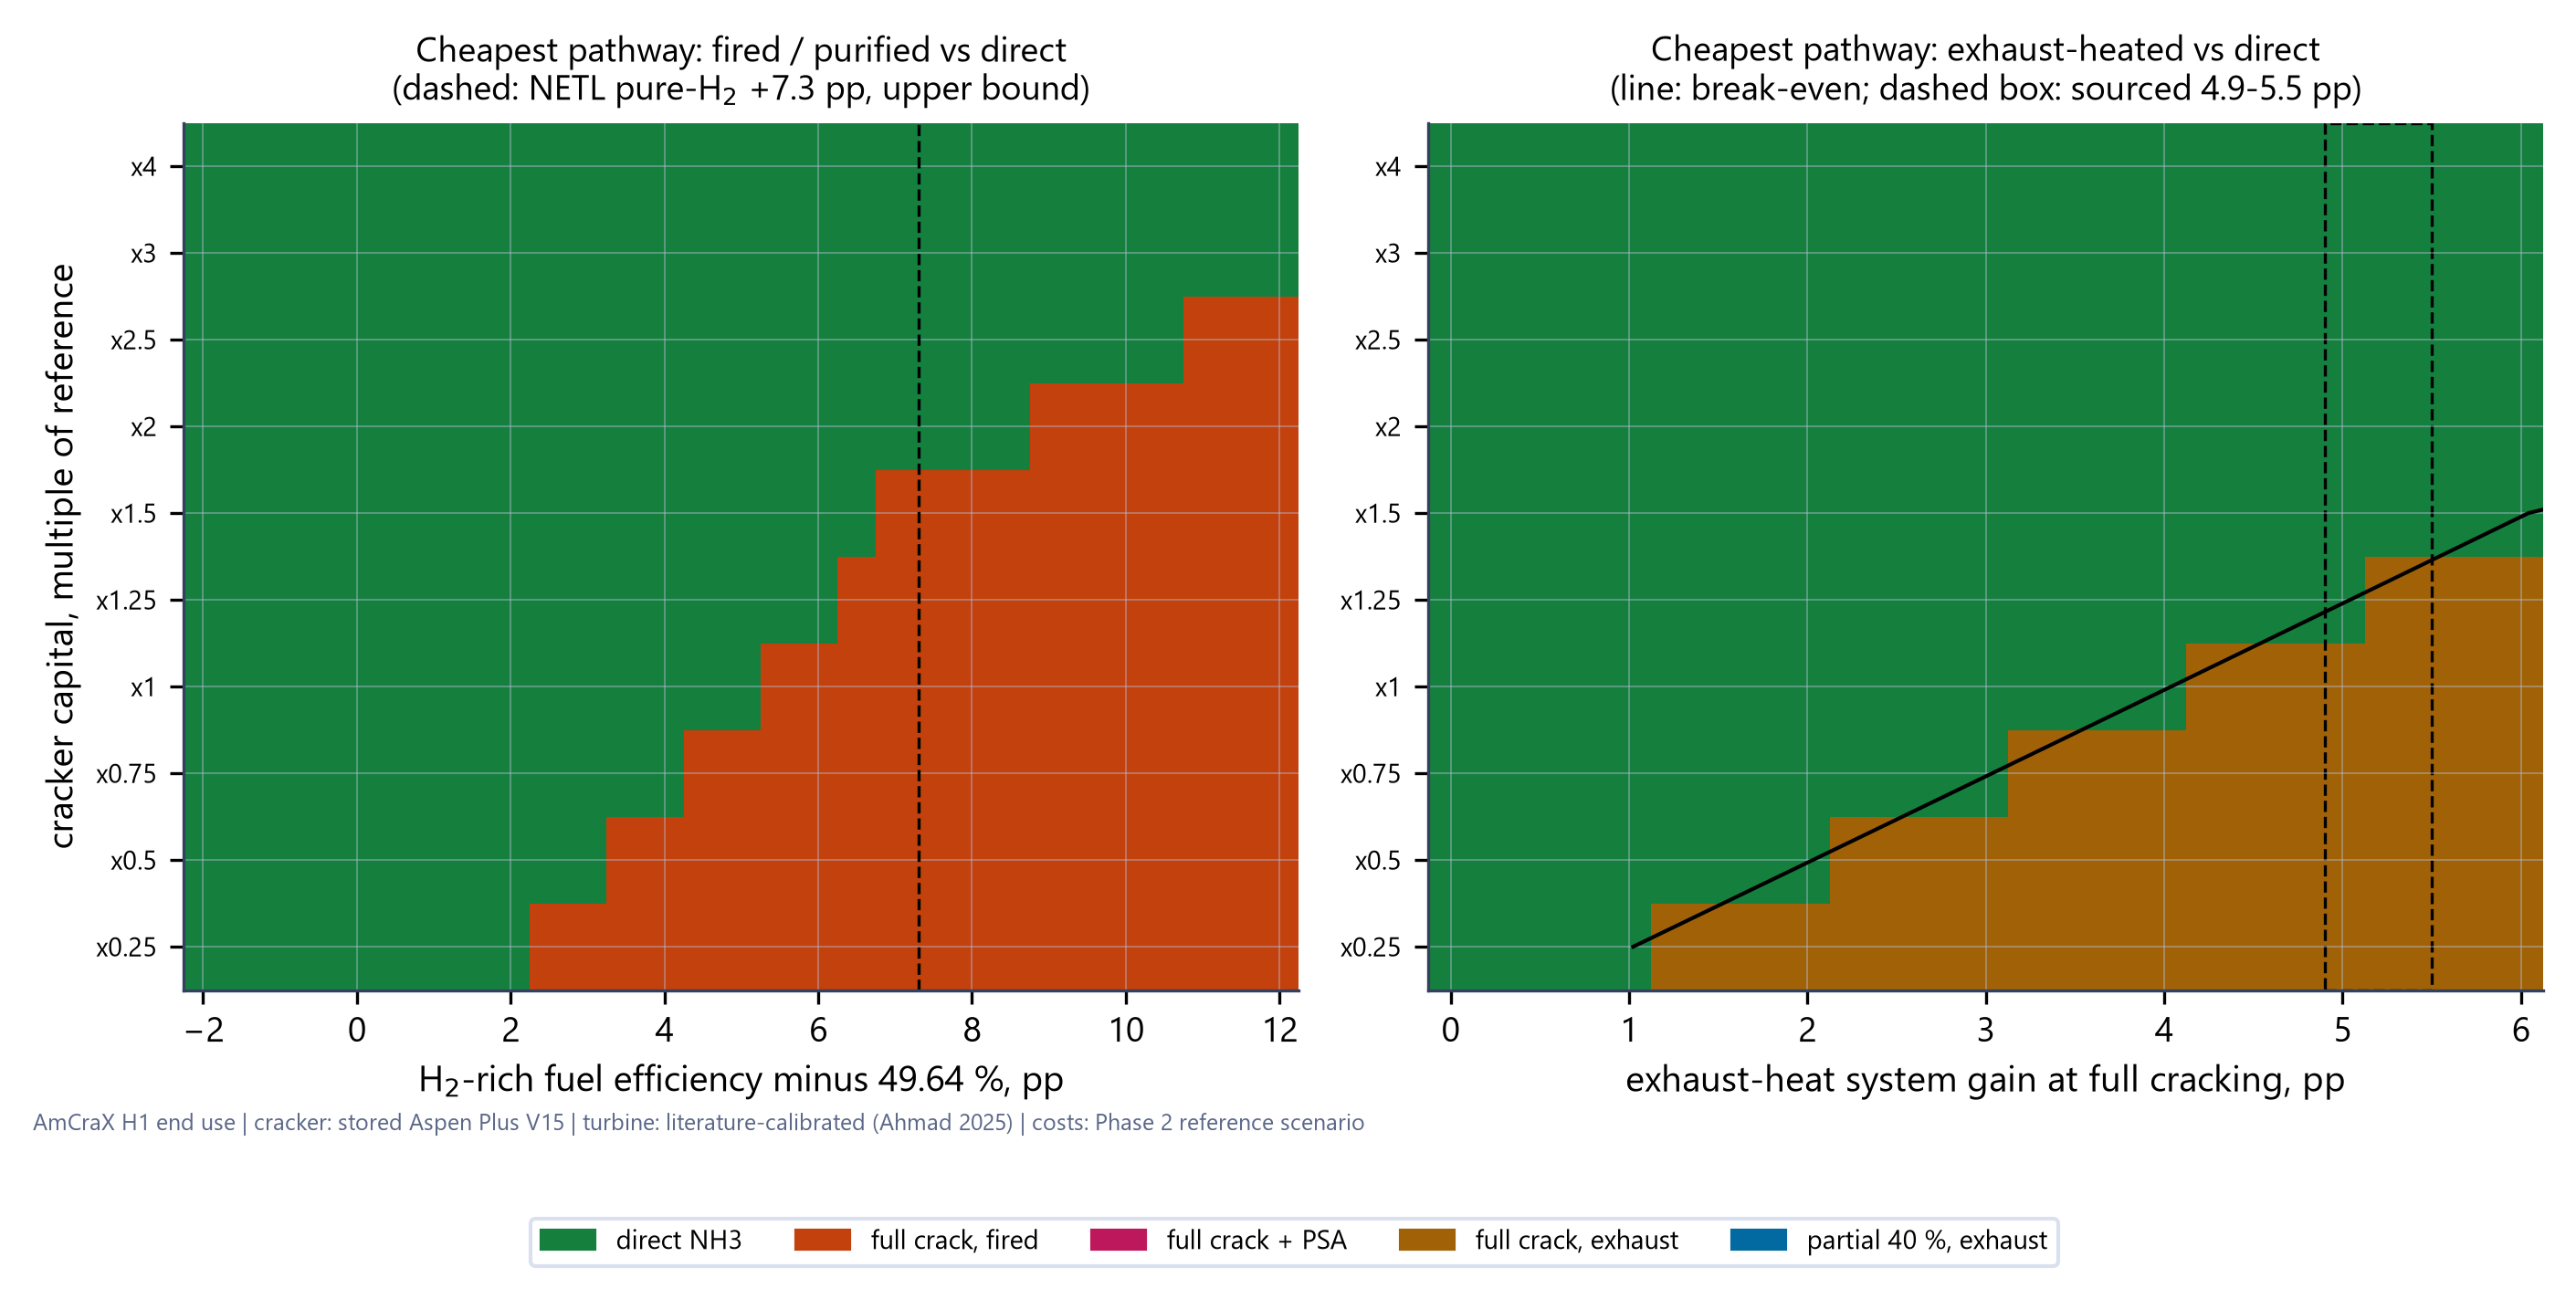 Cheapest pathway: fired / purified vs direct
(dashed: NETL pure-H₂ +7.3 pp, upper bound)
cracker capital, multiple of reference
x4
x3
x2.5
x2
x1.5
x1.25
x1
x0.75
x0.5
x0.25
−2 0 2 4 6 8 10 12
H₂-rich fuel efficiency minus 49.64 %, pp
Cheapest pathway: exhaust-heated vs direct
(line: break-even; dashed box: sourced 4.9-5.5 pp)
x4
x3
x2.5
x2
x1.5
x1.25
x1
x0.75
x0.5
x0.25
0 1 2 3 4 5 6
exhaust-heat system gain at full cracking, pp
AmCraX H1 end use | cracker: stored Aspen Plus V15 | turbine: literature-calibrated (Ahmad 2025) | costs: Phase 2 reference scenario
direct NH3 full crack, fired full crack + PSA full crack, exhaust partial 40 %, exhaust